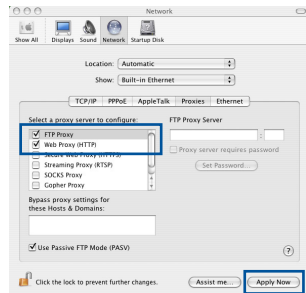 Network
Show All Displays Sound Network Startup Disk
Location: Automatic
Show: Built-in Ethernet
TCP/IP PPPoE AppleTalk Proxies Ethernet
Select a proxy server to configure:
FTP Proxy Server
FTP Proxy
Web Proxy (HTTP)
:
Secure Web Proxy (HTTPS)
Proxy server requires password
Streaming Proxy (RTSP)
Set Password...
SOCKS Proxy
Gopher Proxy
Bypass proxy settings for
these Hosts & Domains:
Use Passive FTP Mode (PASV)
?
Click the lock to prevent further changes.
Assist me...
Apply Now